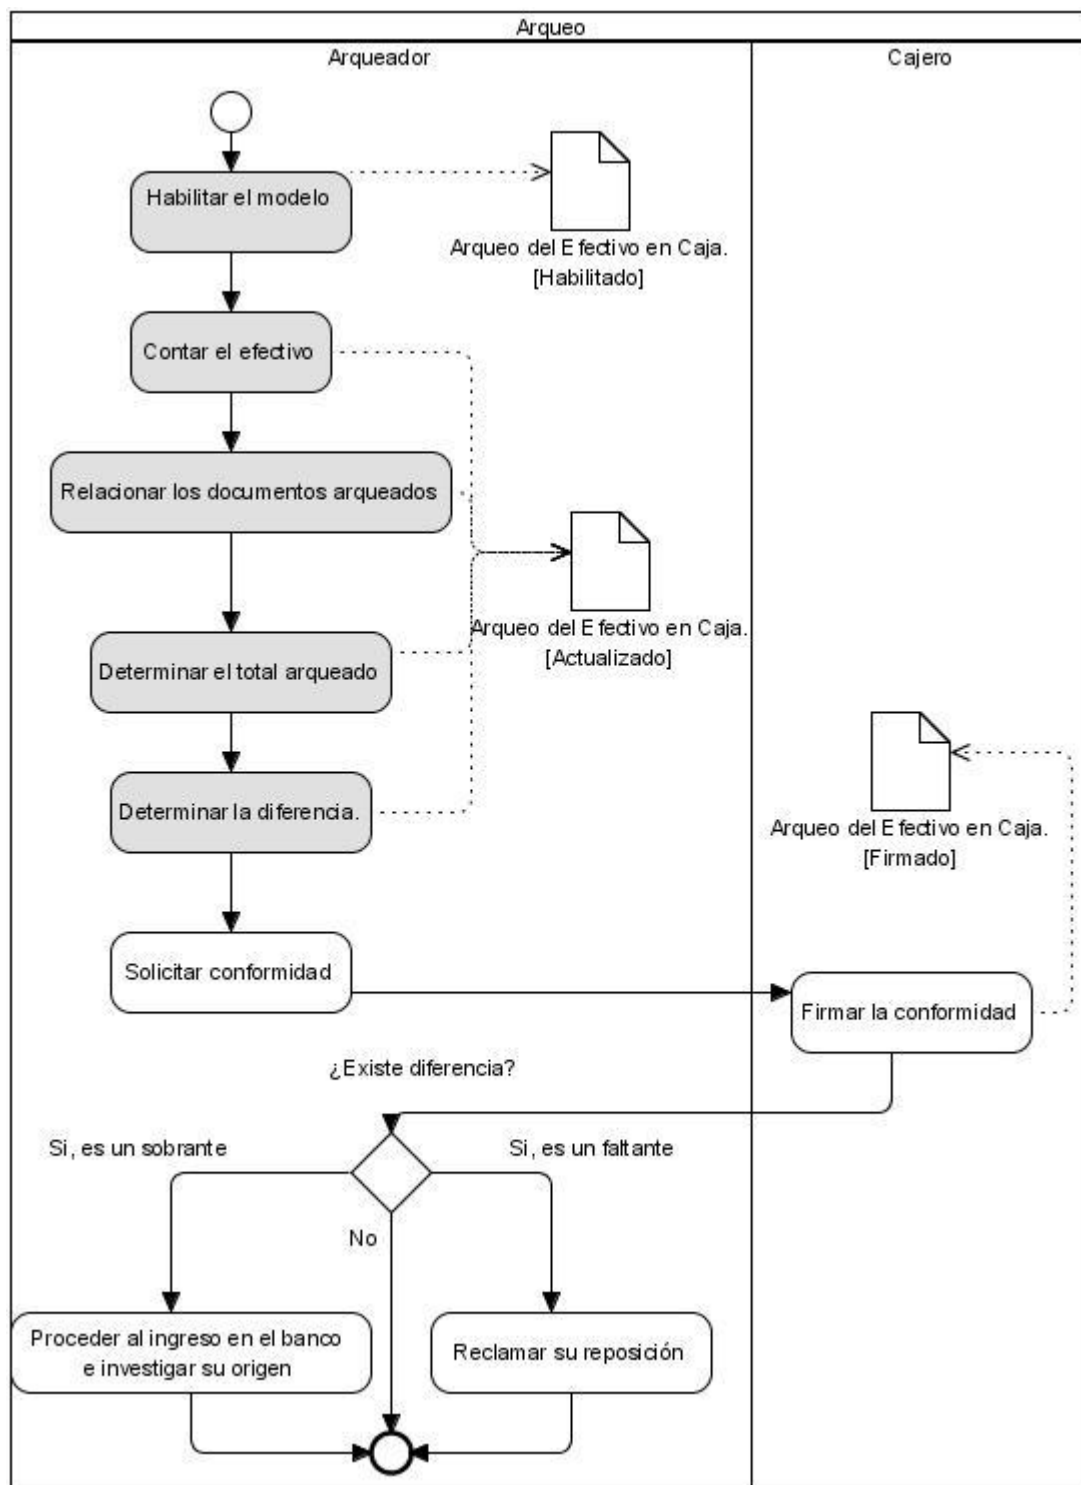 Arqueo
Arqueador
Cajero
Habilitar el modelo
Arqueo del Efectivo en Caja.
[Habilitado]
Contar el efectivo
Relacionar los documentos arqueados
Arqueo del Efectivo en Caja.
[Actualizado]
Determinar el total arqueado
Determinar la diferencia.
Arqueo del Efectivo en Caja.
[Firmado]
Solicitar conformidad
Firmar la conformidad
¿Existe diferencia?
Si, es un sobrante
Si, es un faltante
No
Proceder al ingreso en el banco
e investigar su origen
Reclamar su reposición